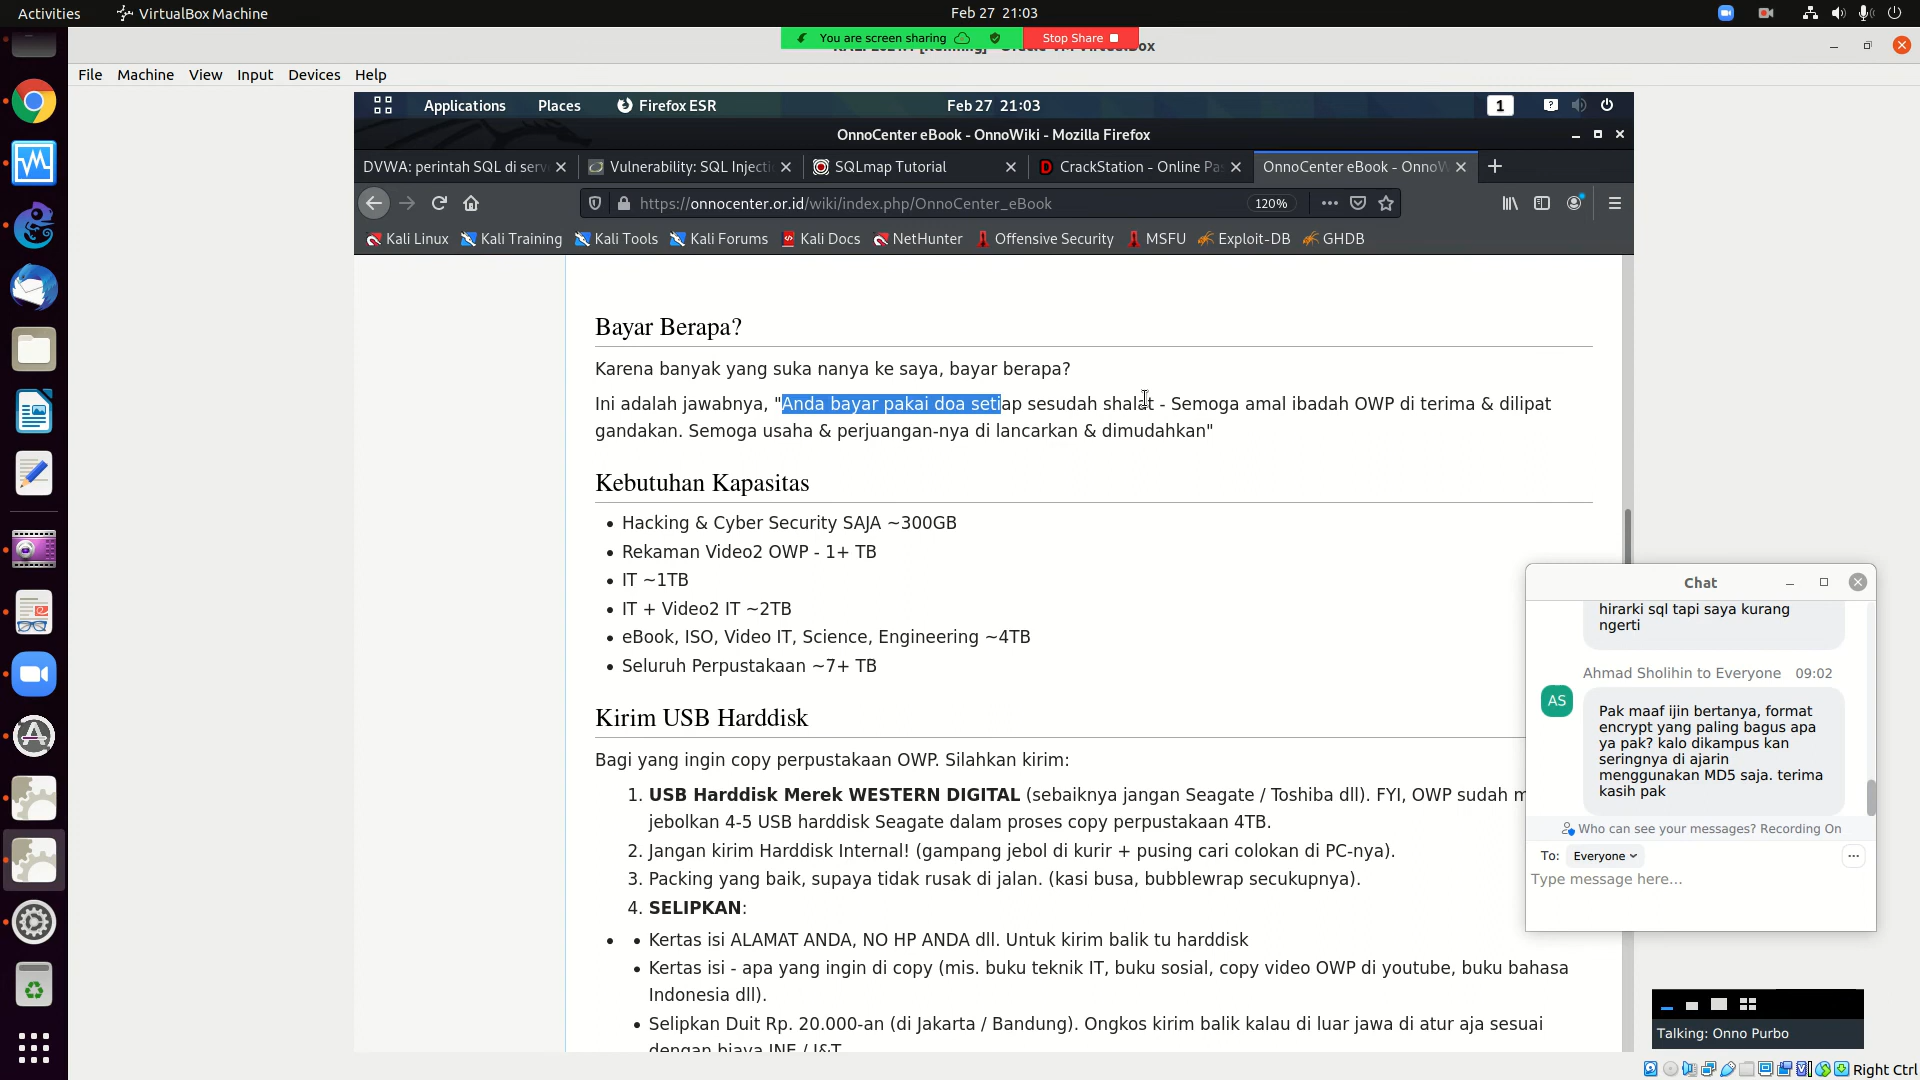 Activities
VirtualBox Machine
Feb 27 21:03
You are screen sharing
Stop Share
File Machine View Input Devices Help
Applications Places Firefox ESR
Feb 27 21:03
1
OnnoCenter eBook - OnnoWiki - Mozilla Firefox
DVWA: perintah SQL di serv
Vulnerability: SQL Injecti
SQLmap Tutorial
CrackStation - Online Pas
OnnoCenter eBook - OnnoW
https://onnocenter.or.id/wiki/index.php/OnnoCenter_eBook
120%
Kali Linux Kali Training Kali Tools Kali Forums Kali Docs NetHunter Offensive Security MSFU Exploit-DB GHDB
Bayar Berapa?
Karena banyak yang suka nanya ke saya, bayar berapa?
Ini adalah jawabnya, "Anda bayar pakai doa setiap sesudah shalat - Semoga amal ibadah OWP di terima & dilipat
gandakan. Semoga usaha & perjuangan-nya di lancarkan & dimudahkan"
Kebutuhan Kapasitas
• Hacking & Cyber Security SAJA ~300GB
• Rekaman Video2 OWP - 1+ TB
• IT ~1TB
• IT + Video2 IT ~2TB
• eBook, ISO, Video IT, Science, Engineering ~4TB
• Seluruh Perpustakaan ~7+ TB
Kirim USB Harddisk
Bagi yang ingin copy perpustakaan OWP. Silahkan kirim:
1. USB Harddisk Merek WESTERN DIGITAL (sebaiknya jangan Seagate / Toshiba dll). FYI, OWP sudah m
jebolkan 4-5 USB harddisk Seagate dalam proses copy perpustakaan 4TB.
2. Jangan kirim Harddisk Internal! (gampang jebol di kurir + pusing cari colokan di PC-nya).
3. Packing yang baik, supaya tidak rusak di jalan. (kasi busa, bubblewrap secukupnya).
4. SELIPKAN:
• • Kertas isi ALAMAT ANDA, NO HP ANDA dll. Untuk kirim balik tu harddisk
• Kertas isi - apa yang ingin di copy (mis. buku teknik IT, buku sosial, copy video OWP di youtube, buku bahasa
Indonesia dll).
• Selipkan Duit Rp. 20.000-an (di Jakarta / Bandung). Ongkos kirim balik kalau di luar jawa di atur aja sesuai
dengan biaya JNE / J&T
Chat
hirarki sql tapi saya kurang
ngerti
Ahmad Sholihin to Everyone 09:02
AS
Pak maaf ijin bertanya, format
encrypt yang paling bagus apa
ya pak? kalo dikampus kan
seringnya di ajarin
menggunakan MD5 saja. terima
kasih pak
Who can see your messages? Recording On
To: Everyone
Type message here...
Talking: Onno Purbo
Right Ctrl